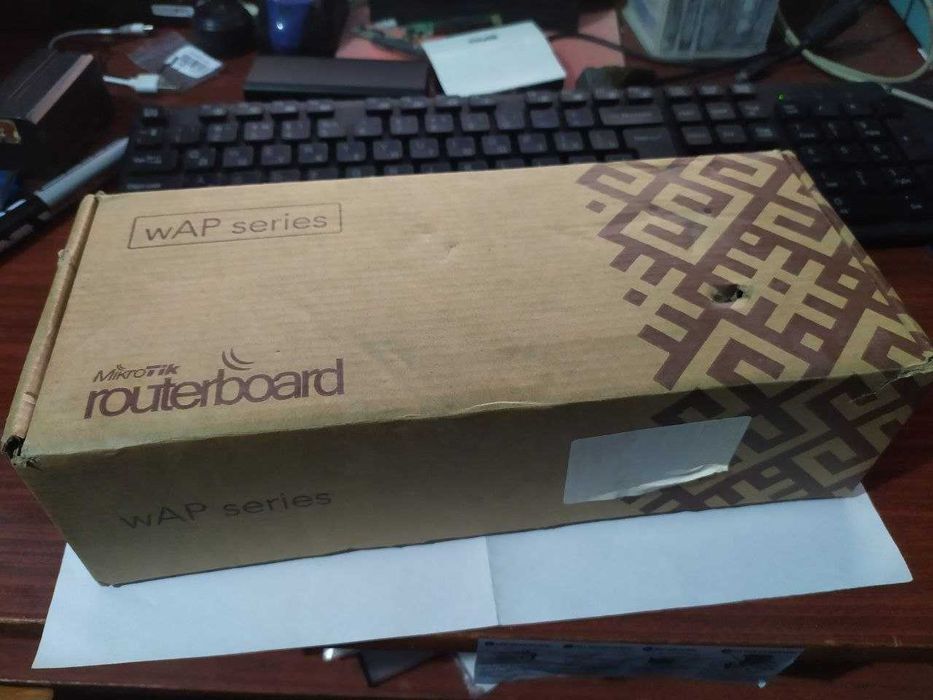 wAP series
MikroTik
routerboard
wAP series